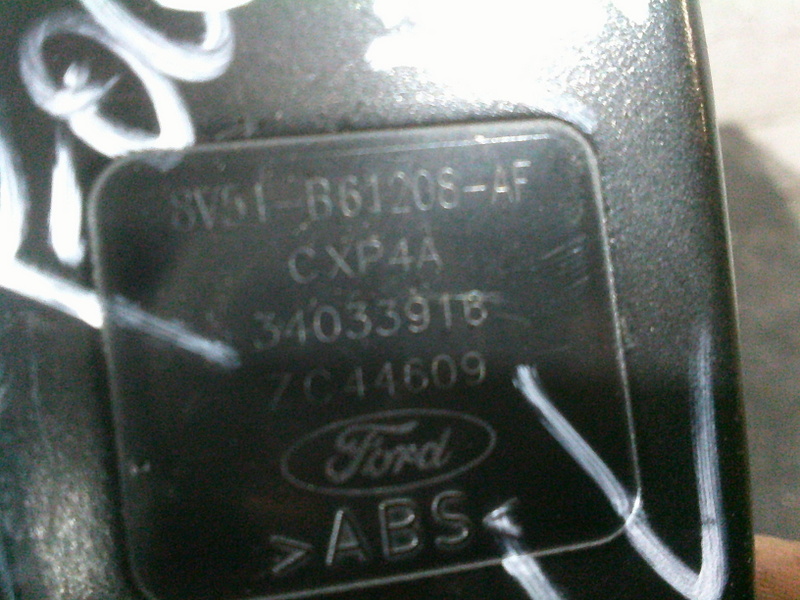 8V51-B61208-AF
CXP4A
34033918
7C44609
Ford
>ABS<